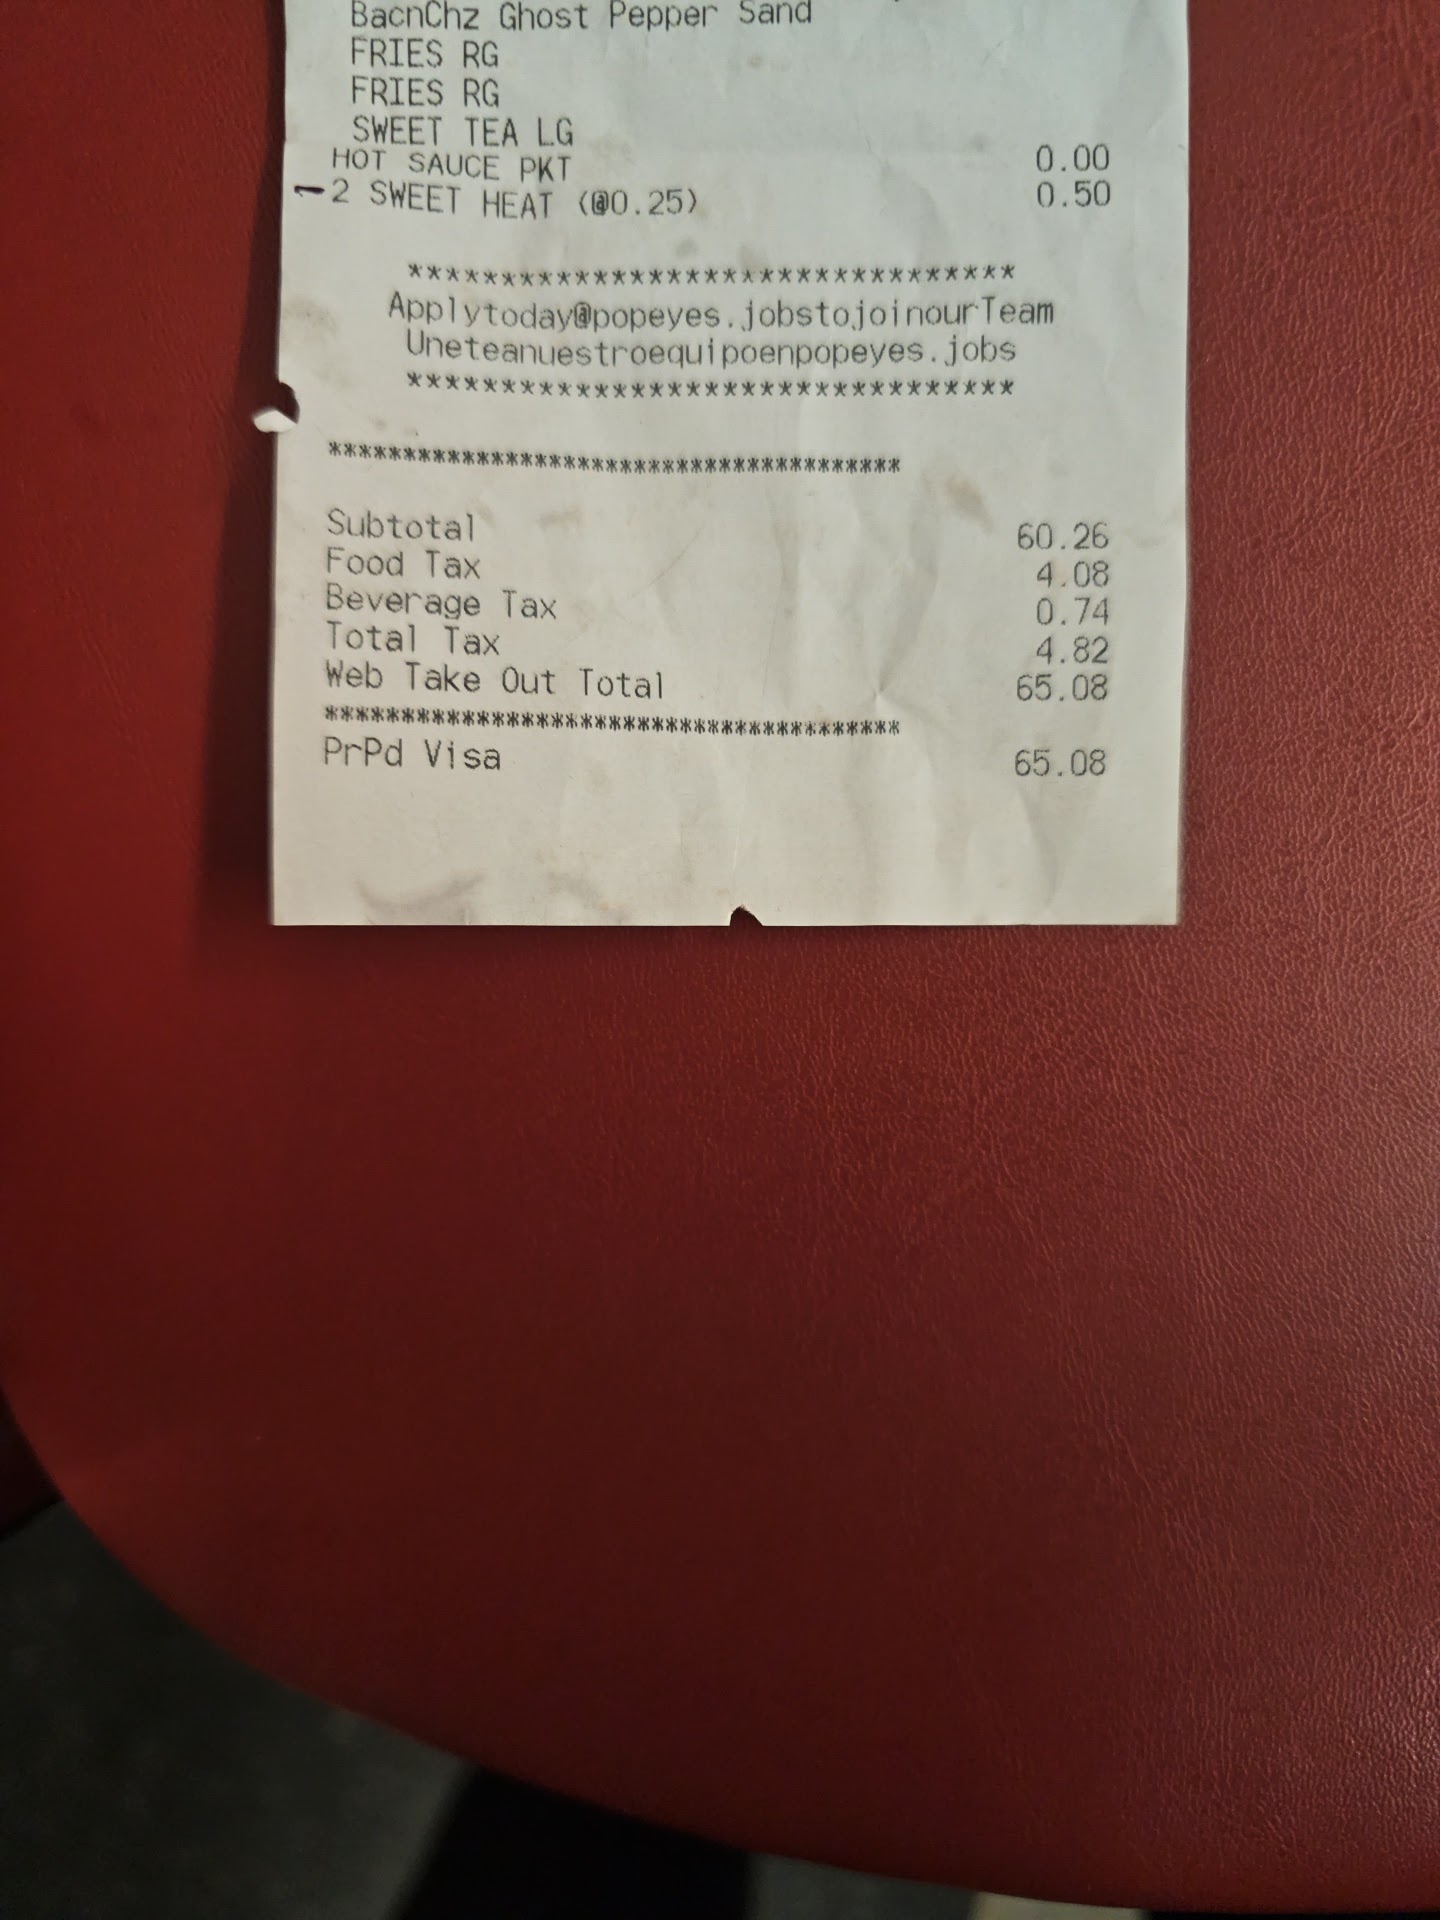 BacnChz Ghost Pepper Sand
FRIES RG
FRIES RG
SWEET TEA LG
HOT SAUCE PKT 0.00
2 SWEET HEAT (@0.25) 0.50
*********************************
Applytoday@popeyes.jobstojoinourTeam
Uneteanuestroequipoenpopeyes.jobs
*********************************
****************************************
Subtotal 60.26
Food Tax 4.08
Beverage Tax 0.74
Total Tax 4.82
Web Take Out Total 65.08
****************************************
PrPd Visa 65.08